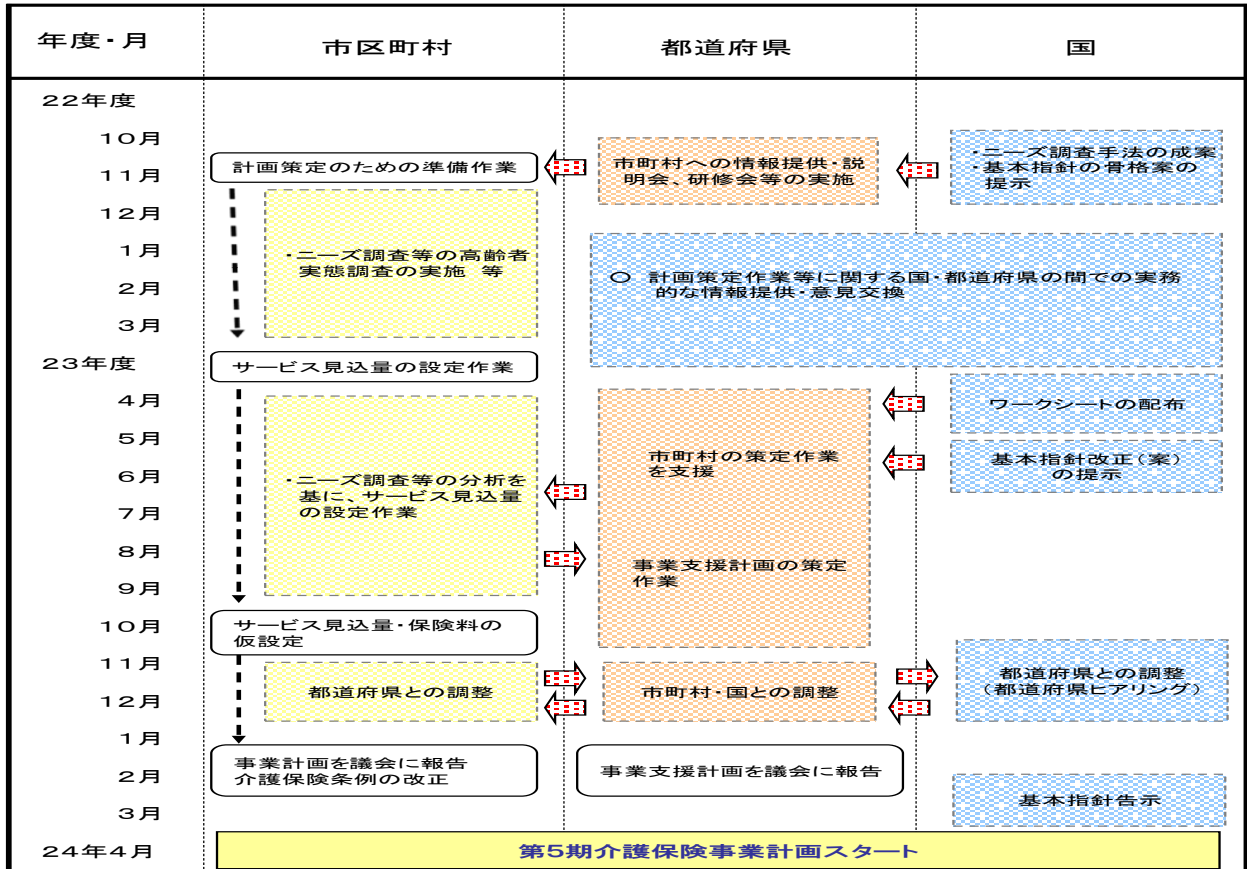 年度・月
市区町村
都道府県
国
22年度
10月
11月
12月
1月
2月
3月
23年度
4月
5月
6月
7月
8月
9月
10月
11月
12月
1月
2月
3月
24年4月
計画策定のための準備作業
・ニーズ調査等の高齢者
実態調査の実施 等
サービス見込量の設定作業
・ニーズ調査等の分析を
基に、サービス見込量
の設定作業
サービス見込量・保険料の
仮設定
都道府県との調整
事業計画を議会に報告
介護保険条例の改正
市町村への情報提供・説
明会、研修会等の実施
○ 計画策定作業等に関する国・都道府県の間での実務
的な情報提供・意見交換
市町村の策定作業
を支援
事業支援計画の策定
作業
市町村・国との調整
事業支援計画を議会に報告
・ニーズ調査手法の成案
・基本指針の骨格案の
提示
ワークシートの配布
基本指針改正(案)
の提示
都道府県との調整
(都道府県ヒアリング)
基本指針告示
第5期介護保険事業計画スタート